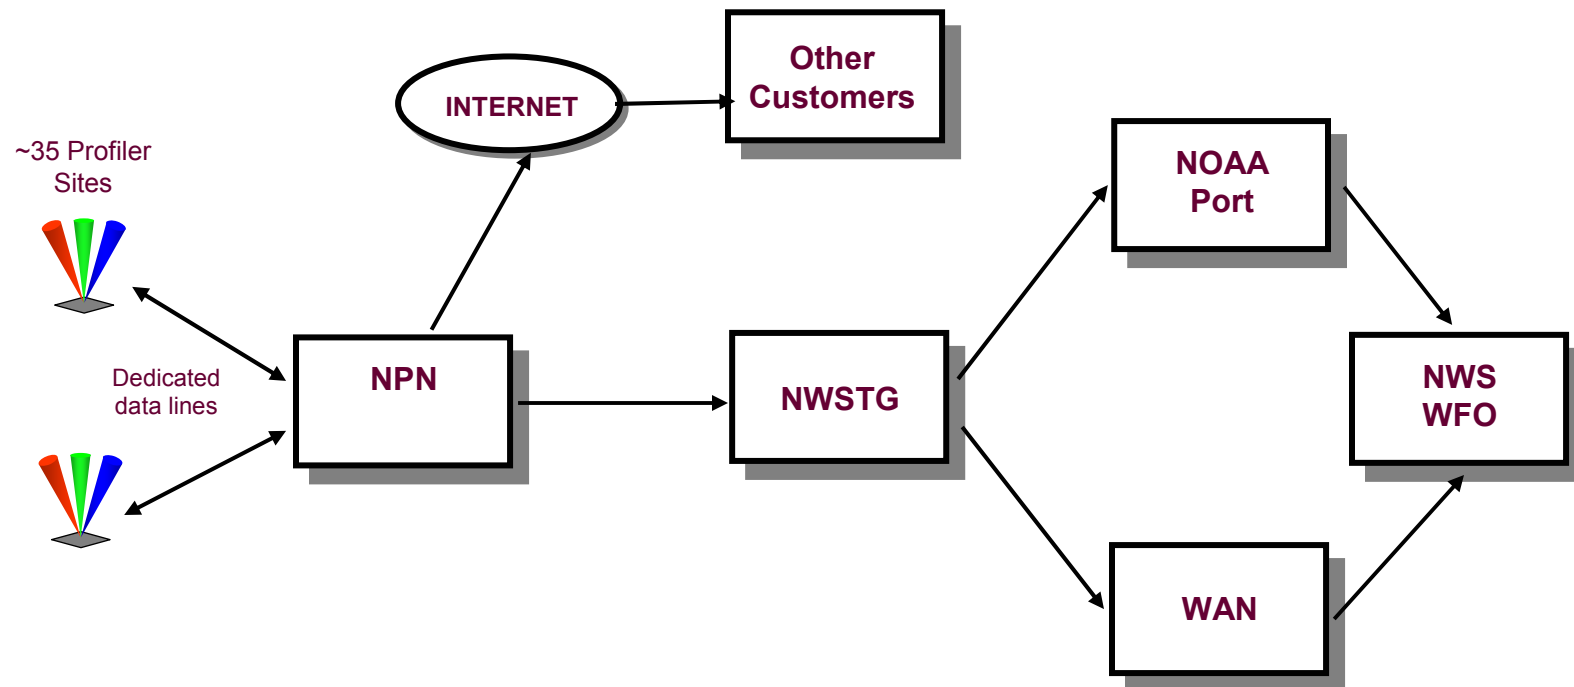 ~35 Profiler
Sites
Dedicated
data lines
NPN
INTERNET
Other
Customers
NWSTG
NOAA
Port
WAN
NWS
WFO